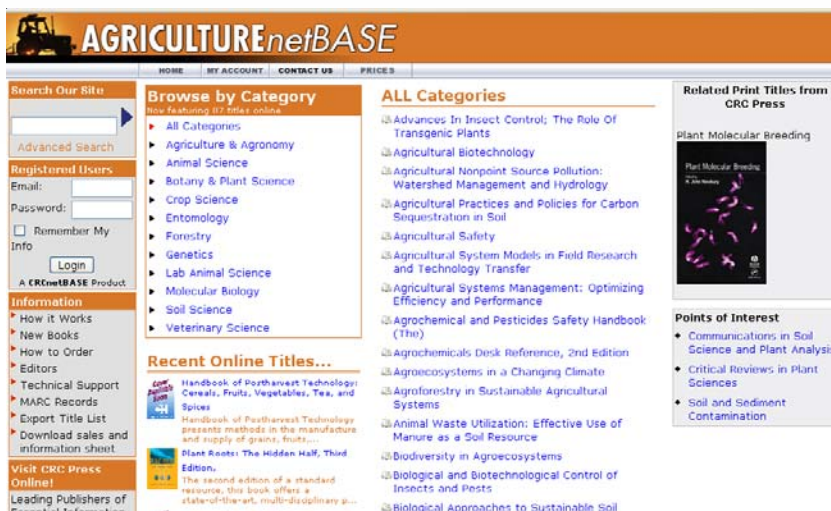 AGRICULTUREnetBASE
HOME MY ACCOUNT CONTACT US PRICES
Search Our Site
Advanced Search
Registered Users
Email:
Password:
Remember My
Info
Login
A CRCnetBASE Product
Information
How it Works
New Books
How to Order
Editors
Technical Support
MARC Records
Export Title List
Download sales and
information sheet
Visit CRC Press
Online!
Leading Publishers of
Essential Information
Browse by Category
Now featuring 117 titles online
All Categories
Agriculture & Agronomy
Animal Science
Botany & Plant Science
Crop Science
Entomology
Forestry
Genetics
Lab Animal Science
Molecular Biology
Soil Science
Veterinary Science
Recent Online Titles...
Handbook of Postharvest Technology:
Cereals, Fruits, Vegetables, Tea, and
Spices
Handbook of Postharvest Technology
presents methods in the manufacture
and supply of grains, fruits,...
Plant Roots: The Hidden Half, Third
Edition.
The second edition of a standard
resource, this book offers a
state-of-the-art, multi-disciplinary p...
ALL Categories
Advances In Insect Control; The Role Of
Transgenic Plants
Agricultural Biotechnology
Agricultural Nonpoint Source Pollution:
Watershed Management and Hydrology
Agricultural Practices and Policies for Carbon
Sequestration in Soil
Agricultural Safety
Agricultural System Models in Field Research
and Technology Transfer
Agricultural Systems Management: Optimizing
Efficiency and Performance
Agrochemical and Pesticides Safety Handbook
(The)
Agrochemicals Desk Reference, 2nd Edition
Agroecosystems in a Changing Climate
Agroforestry in Sustainable Agricultural
Systems
Animal Waste Utilization: Effective Use of
Manure as a Soil Resource
Biodiversity in Agroecosystems
Biological and Biotechnological Control of
Insects and Pests
Biological Approaches to Sustainable Soil
Related Print Titles from
CRC Press
Plant Molecular Breeding
Plant Molecular Breeding
Points of Interest
Communications in Soil
Science and Plant Analysis
Critical Reviews in Plant
Sciences
Soil and Sediment
Contamination